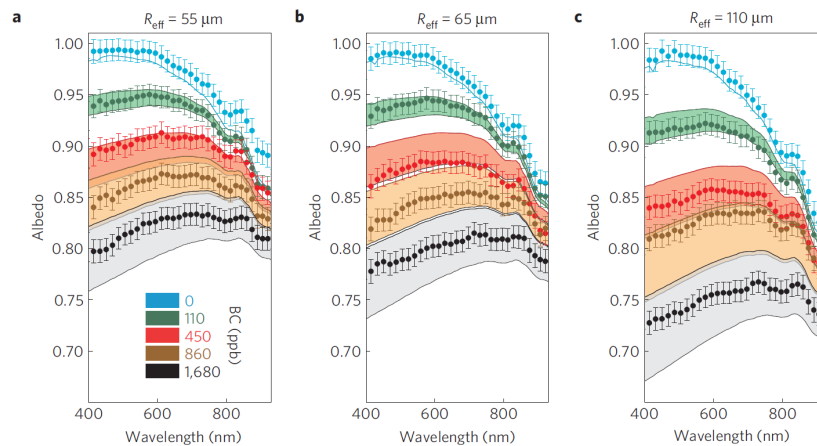 a
R_eff = 55 µm
b
R_eff = 65 µm
c
R_eff = 110 µm
Albedo
1.00
0.95
0.90
0.85
0.80
0.75
0.70
0
110
450
860
1,680
BC (ppb)
400 600 800
Wavelength (nm)
Albedo
1.00
0.95
0.90
0.85
0.80
0.75
0.70
400 600 800
Wavelength (nm)
Albedo
1.00
0.95
0.90
0.85
0.80
0.75
0.70
400 600 800
Wavelength (nm)